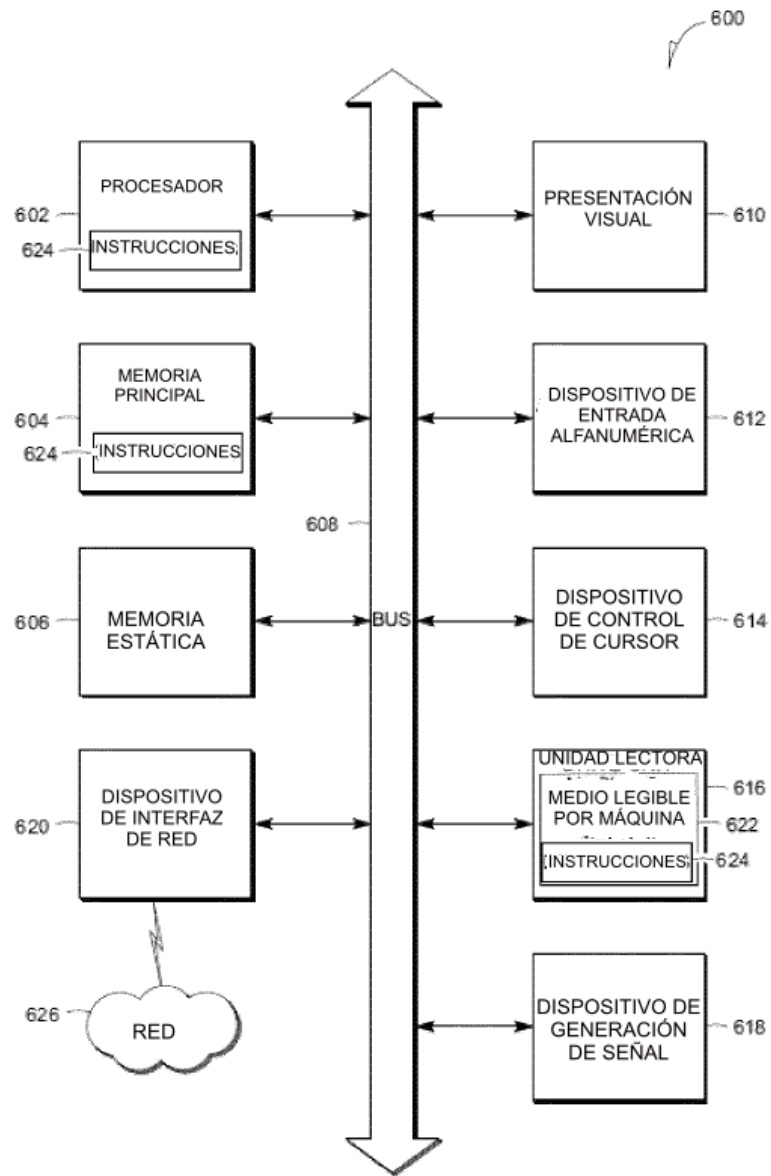 600
PROCESADOR
602
624
INSTRUCCIONES
PRESENTACIÓN
VISUAL
610
MEMORIA
PRINCIPAL
604
624
INSTRUCCIONES
DISPOSITIVO DE
ENTRADA
ALFANUMÉRICA
612
608
BUS
606
MEMORIA
ESTÁTICA
DISPOSITIVO
DE CONTROL
DE CURSOR
614
620
DISPOSITIVO
DE INTERFAZ
DE RED
UNIDAD LECTORA
616
MEDIO LEGIBLE
POR MÁQUINA
622
INSTRUCCIONES
624
626
RED
DISPOSITIVO DE
GENERACIÓN
DE SEÑAL
618